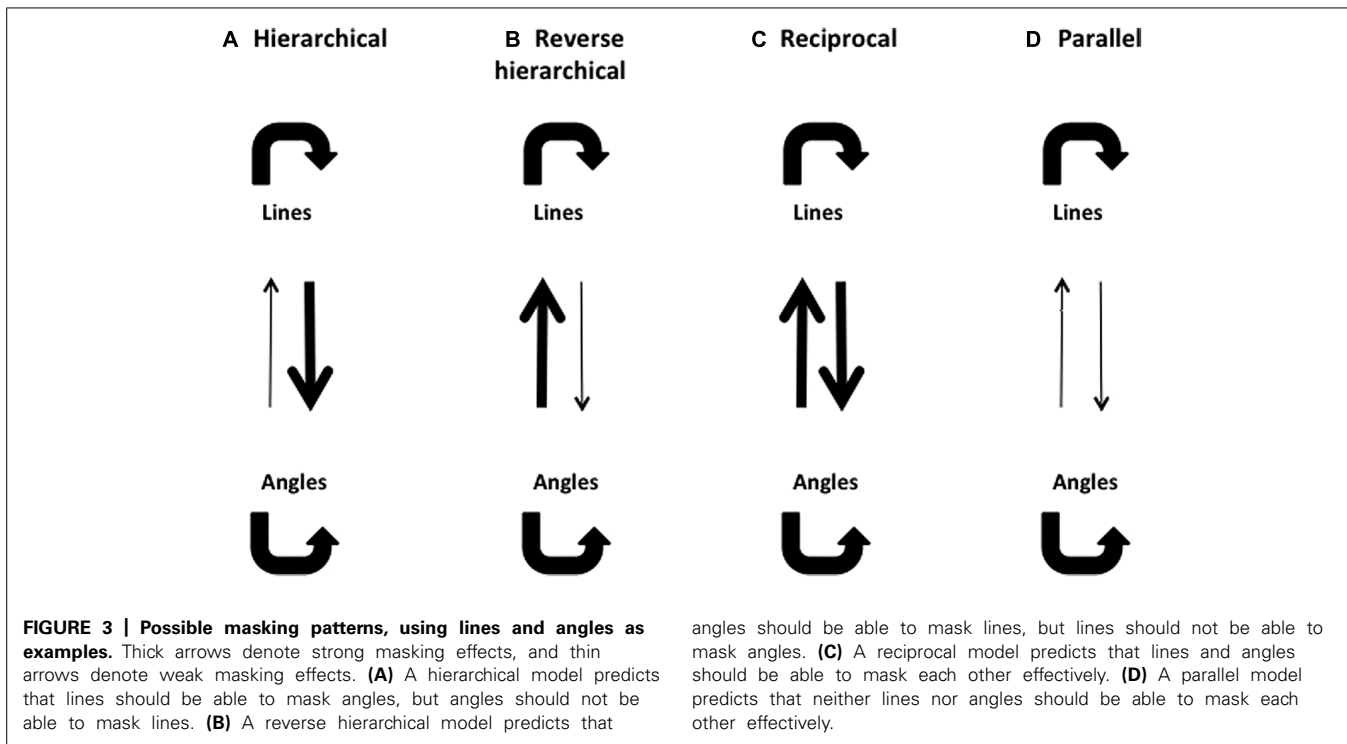 A Hierarchical
B Reverse
hierarchical
C Reciprocal
D Parallel
Lines
Lines
Lines
Lines
Angles
Angles
Angles
Angles
FIGURE 3 | Possible masking patterns, using lines and angles as
examples. Thick arrows denote strong masking effects, and thin
arrows denote weak masking effects. (A) A hierarchical model predicts
that lines should be able to mask angles, but angles should not be
able to mask lines. (B) A reverse hierarchical model predicts that
angles should be able to mask lines, but lines should not be able to
mask angles. (C) A reciprocal model predicts that lines and angles
should be able to mask each other effectively. (D) A parallel model
predicts that neither lines nor angles should be able to mask each
other effectively.